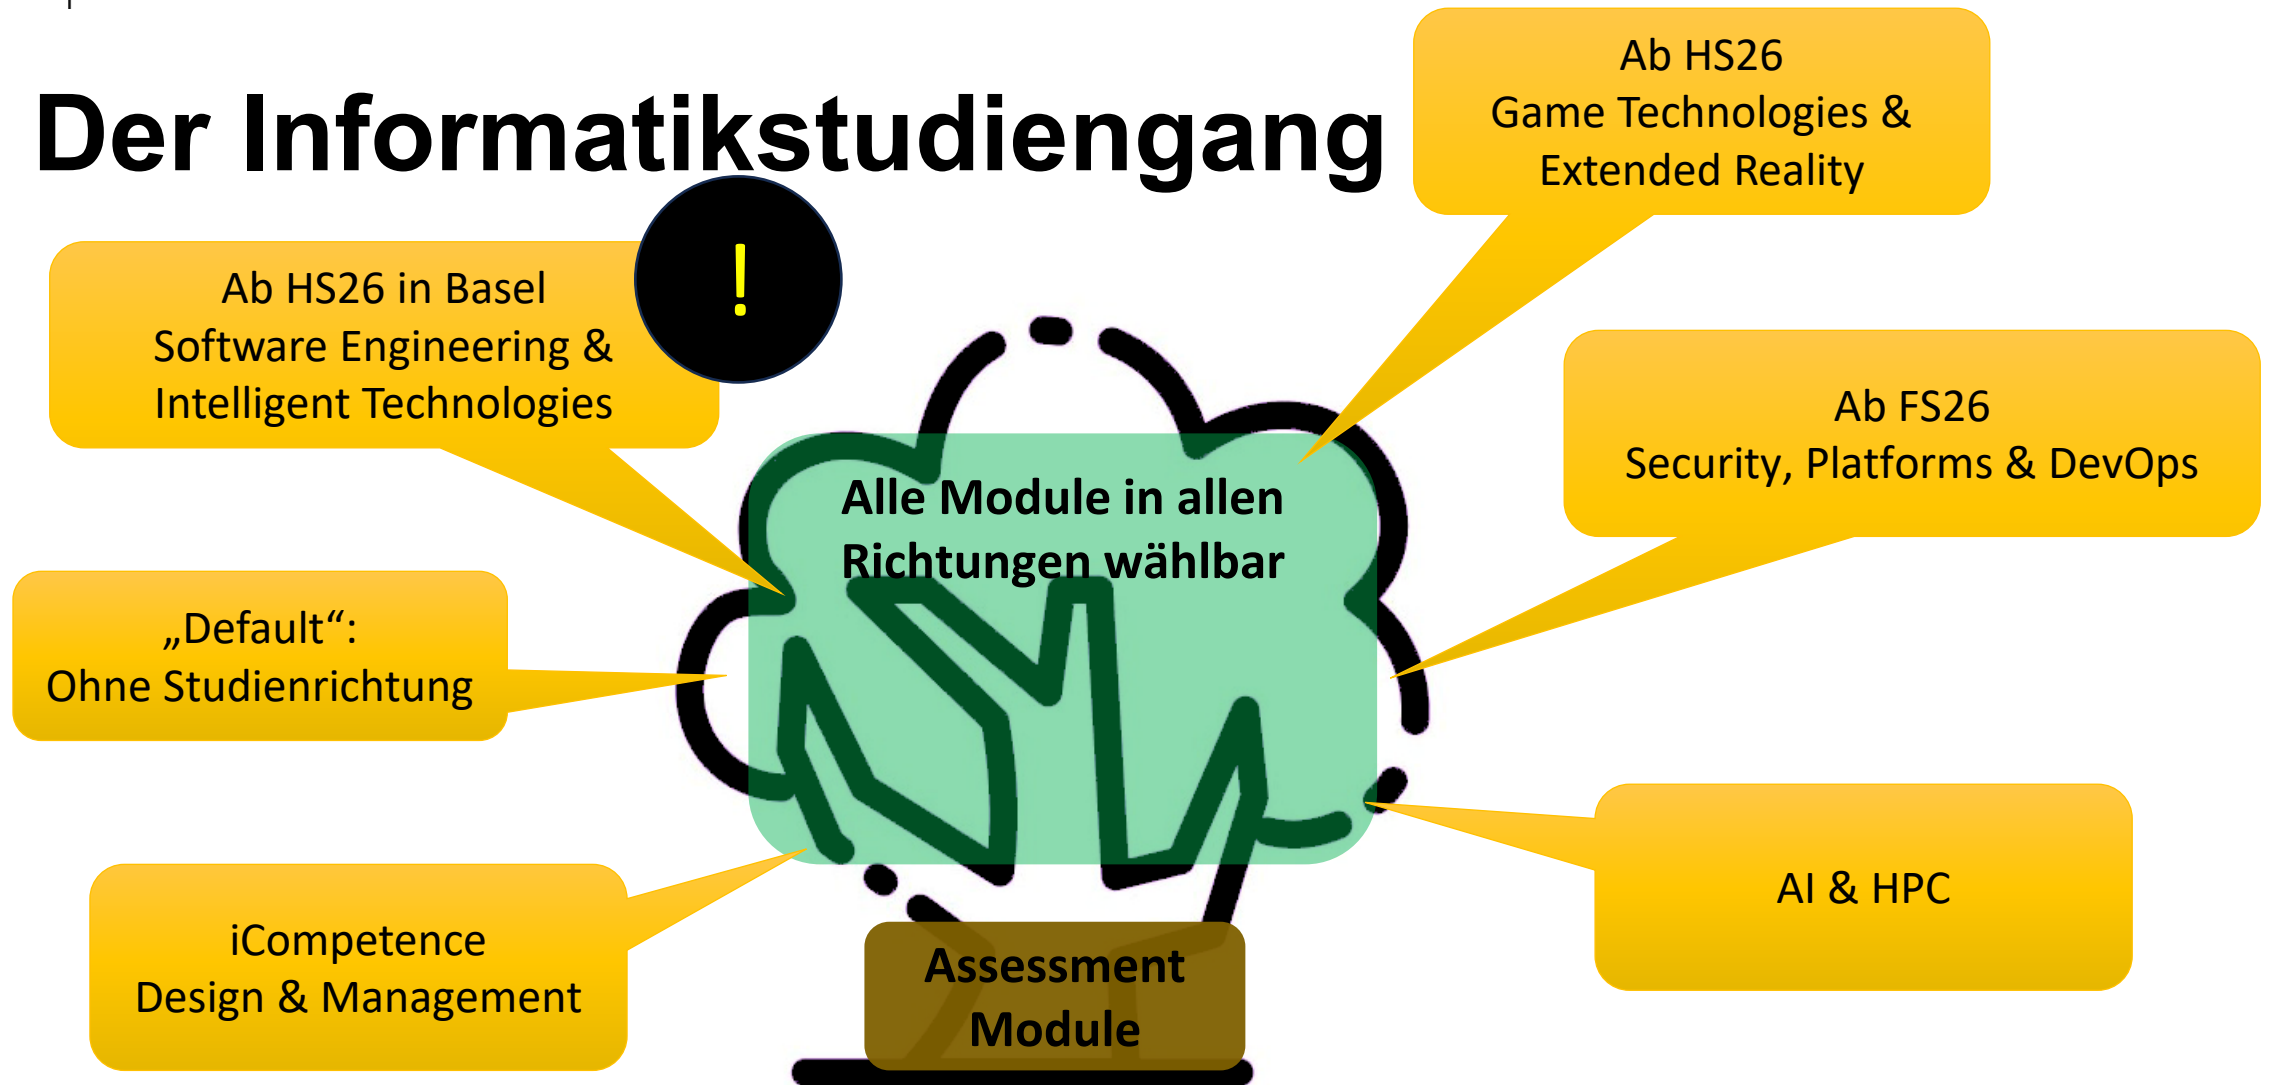 Der Informatikstudiengang
Ab HS26
Game Technologies &
Extended Reality
!
Ab HS26 in Basel
Software Engineering &
Intelligent Technologies
Ab FS26
Security, Platforms & DevOps
Alle Module in allen
Richtungen wählbar
„Default“:
Ohne Studienrichtung
AI & HPC
iCompetence
Design & Management
Assessment
Module